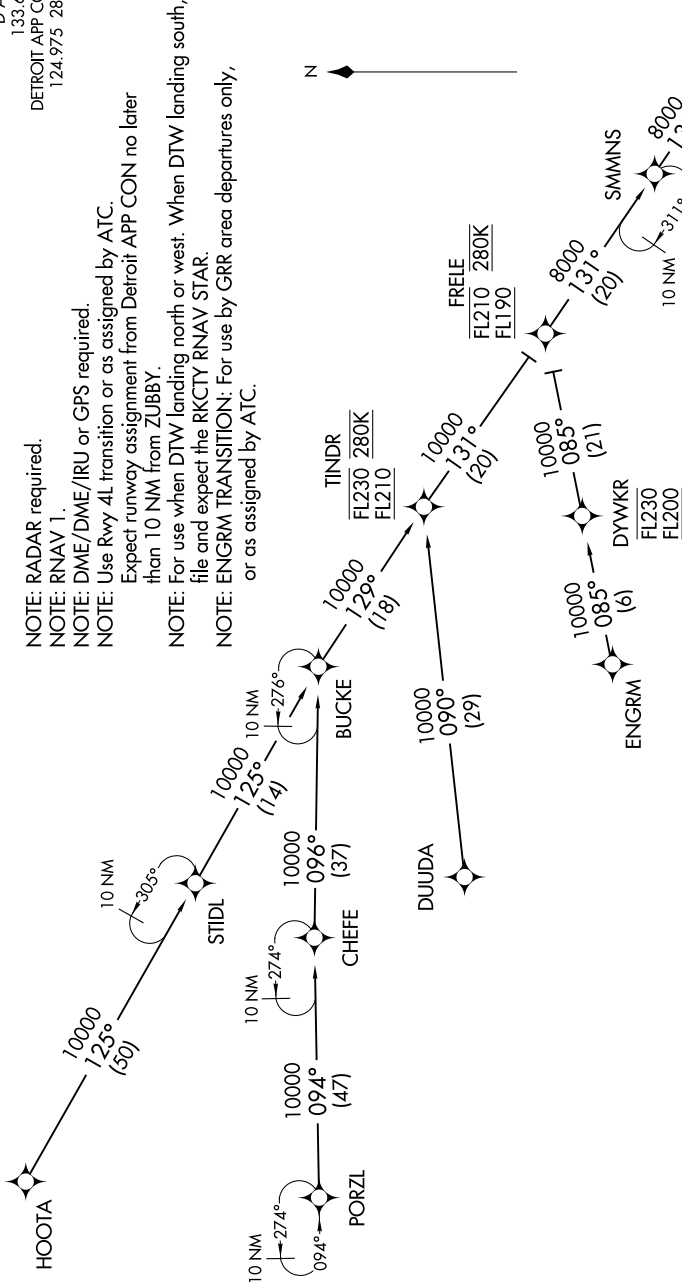 133.6
DETROIT APP CO
124.975 28
NOTE: RADAR required.
NOTE: RNAV 1.
NOTE: DME/DME/IRU or GPS required.
NOTE: Use Rwy 4L transition or as assigned by ATC.
Expect runway assignment from Detroit APP CON no later
than 10 NM from ZUBBY.
NOTE: For use when DTW landing north or west. When DTW landing south,
file and expect the RKCTY RNAV STAR.
NOTE: ENGRM TRANSITION: For use by GRR area departures only,
or as assigned by ATC.
N
HOOTA
10000
125°
(50)
10 NM
305°
STIDL
10000
125°
(14)
10 NM
274°
094°
PORZL
10000
094°
(47)
10 NM
274°
CHEFE
10000
096°
(37)
10 NM
276°
BUCKE
10000
129°
(18)
TINDR
FL230 280K
FL210
DUUDA
10000
090°
(29)
10000
131°
(20)
FRELE
FL210 280K
FL190
ENGRM
10000
085°
(6)
DYWKR
FL230
FL200
10000
085°
(21)
8000
131°
(20)
SMMNS
10 NM
311°
8000